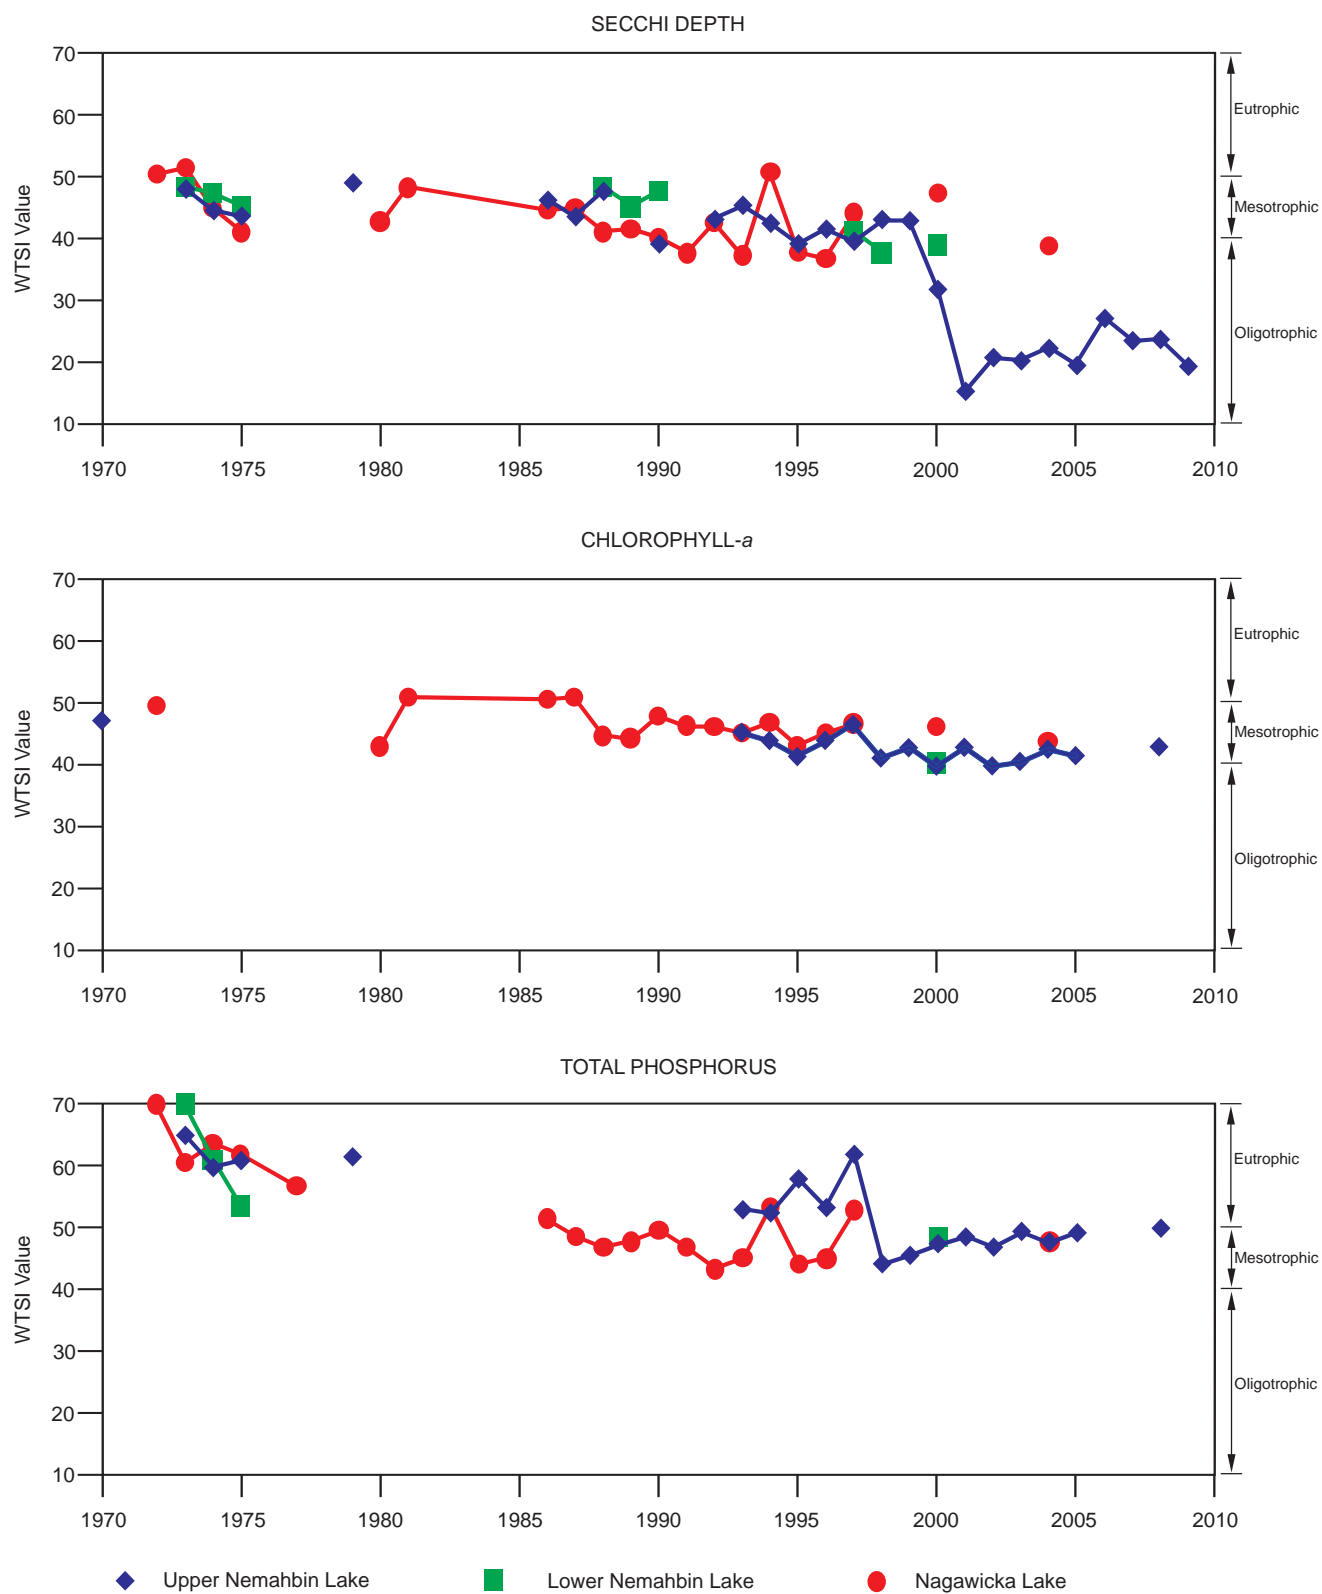 SECCHI DEPTH
70
60
50
40
30
20
10
WTSI Value
1970 1975 1980 1985 1990 1995 2000 2005 2010
Eutrophic
Mesotrophic
Oligotrophic
CHLOROPHYLL-a
70
60
50
40
30
20
10
WTSI Value
1970 1975 1980 1985 1990 1995 2000 2005 2010
Eutrophic
Mesotrophic
Oligotrophic
TOTAL PHOSPHORUS
70
60
50
40
30
20
10
WTSI Value
1970 1975 1980 1985 1990 1995 2000 2005 2010
Eutrophic
Mesotrophic
Oligotrophic
Upper Nemahbin Lake Lower Nemahbin Lake Nagawicka Lake